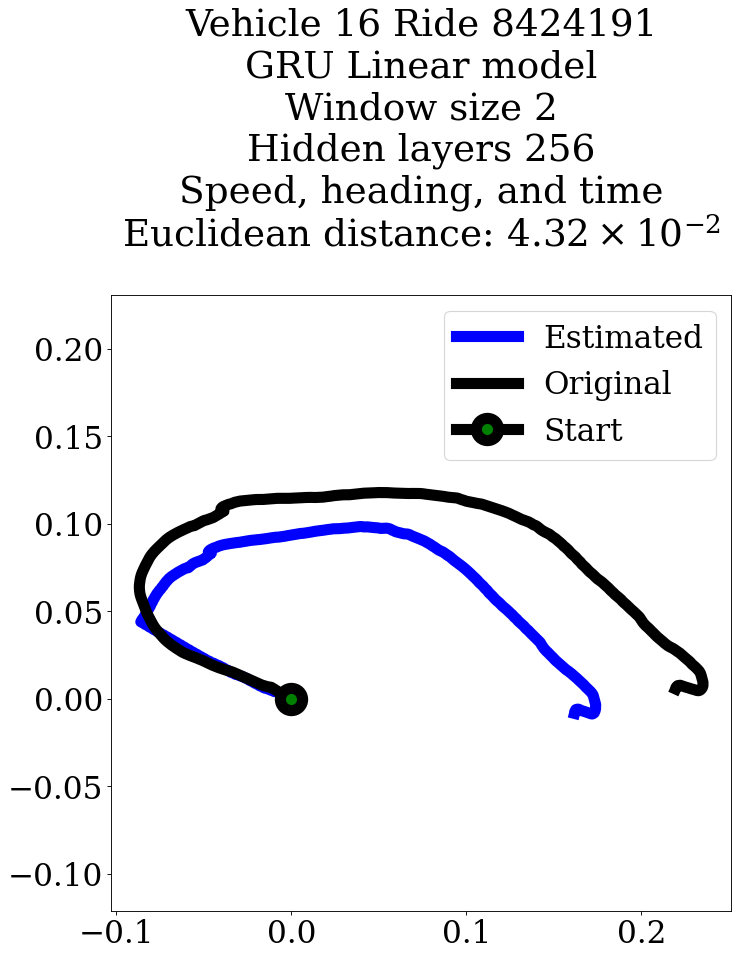 Vehicle 16 Ride 8424191
GRU Linear model
Window size 2
Hidden layers 256
Speed, heading, and time
Euclidean distance: 4.32 × 10⁻²
Estimated
Original
Start
0.20
0.15
0.10
0.05
0.00
−0.05
−0.10
−0.1 0.0 0.1 0.2